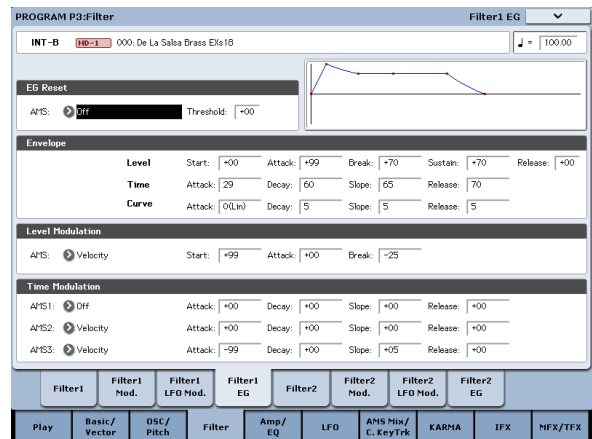 PROGRAM P3:Filter Filter1 EG
INT-B HD-1 000: De La Salsa Brass EXs18 ♩ = 100.00
EG Reset
AMS: Off Threshold: +00
Envelope
Level Start: +00 Attack: +99 Break: +70 Sustain: +70 Release: +00
Time Attack: 29 Decay: 60 Slope: 65 Release: 70
Curve Attack: 0(Lin) Decay: 5 Slope: 5 Release: 5
Level Modulation
AMS: Velocity Start: +99 Attack: +00 Break: -25
Time Modulation
AMS1: Off Attack: +00 Decay: +00 Slope: +00 Release: +00
AMS2: Velocity Attack: +00 Decay: +00 Slope: +00 Release: +00
AMS3: Velocity Attack: -99 Decay: +00 Slope: +05 Release: +00
Filter1 Filter1 Mod. Filter1 LFO Mod. Filter1 EG Filter2 Filter2 Mod. Filter2 LFO Mod. Filter2 EG
Play Basic/Vector OSC/Pitch Filter Amp/EQ LFO AMS Mix/C.KeyTrk KARMA IFX MFX/TFX